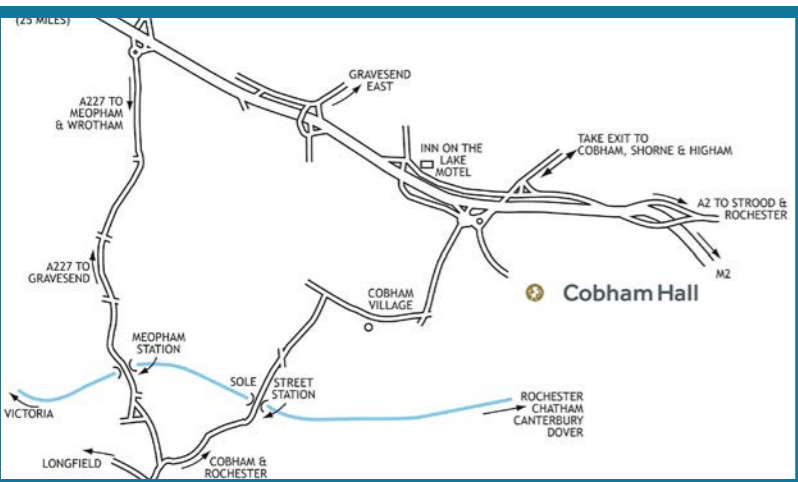 (25 MILES)
GRAVESEND
EAST
A227 TO
MEOPHAM
& WROTHAM
INN ON THE
LAKE
MOTEL
TAKE EXIT TO
COBHAM, SHORNE & HIGHAM
A2 TO STROOD &
ROCHESTER
M2
A227 TO
GRAVESEND
COBHAM
VILLAGE
Cobham Hall
MEOPHAM
STATION
SOLE STREET
STATION
VICTORIA
ROCHESTER
CHATHAM
CANTERBURY
DOVER
LONGFIELD
COBHAM &
ROCHESTER